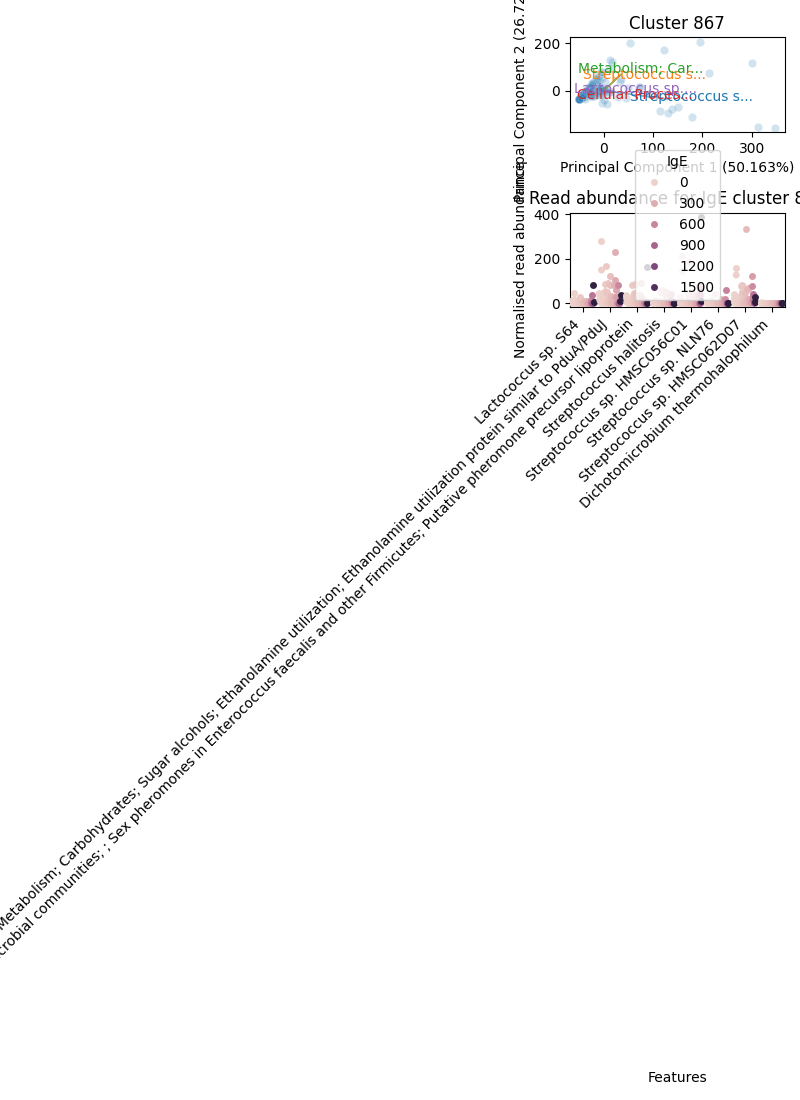 Cluster 867
Principal Component 2 (26.72
200
0
Metabolism; Car...
Streptococcus s...
Lactococcus sp....
Cellular Proces...
Streptococcus s...
0
100
200
300
Principal Component 1 (50.163%)
Read abundance for IgE cluster 8
Normalised read abundance
400
200
0
IgE
0
300
600
900
1200
1500
Lactococcus sp. S64
Metabolism; Carbohydrates; Sugar alcohols; Ethanolamine utilization; Ethanolamine utilization protein similar to PduA/PduJ
crobial communities; ; Sex pheromones in Enterococcus faecalis and other Firmicutes; Putative pheromone precursor lipoprotein
Streptococcus halitosis
Streptococcus sp. HMSC056C01
Streptococcus sp. NLN76
Streptococcus sp. HMSC062D07
Dichotomicrobium thermohalophilum
Features